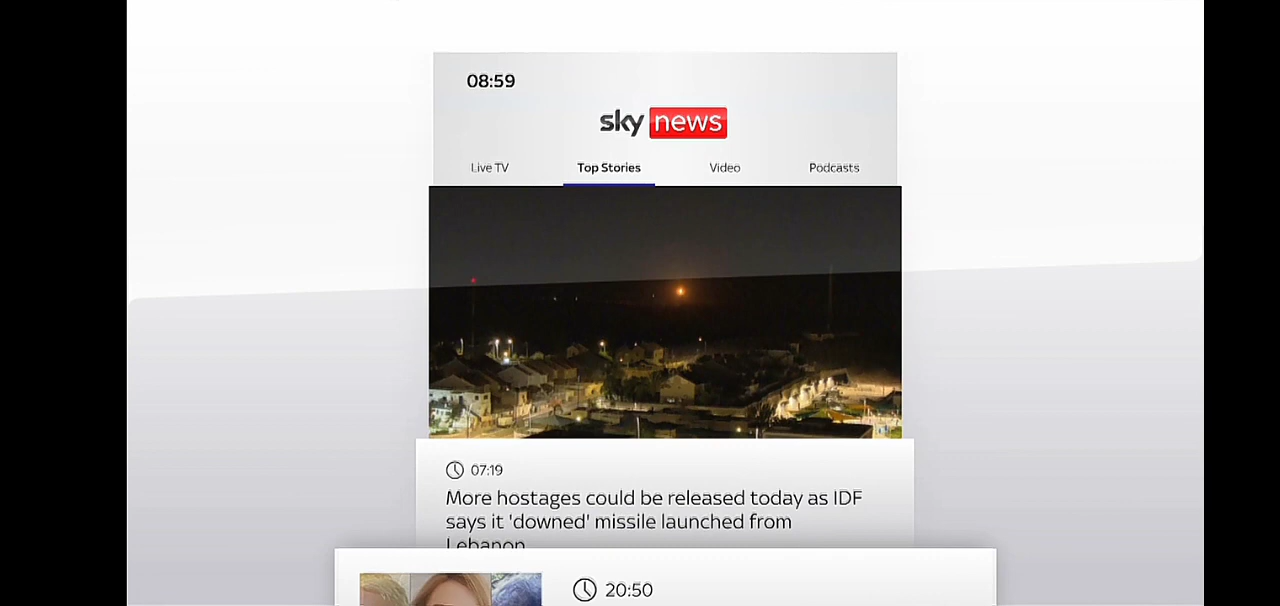 08:59
sky news
Live TV Top Stories Video Podcasts
07:19
More hostages could be released today as IDF
says it 'downed' missile launched from
Lebanon
20:50